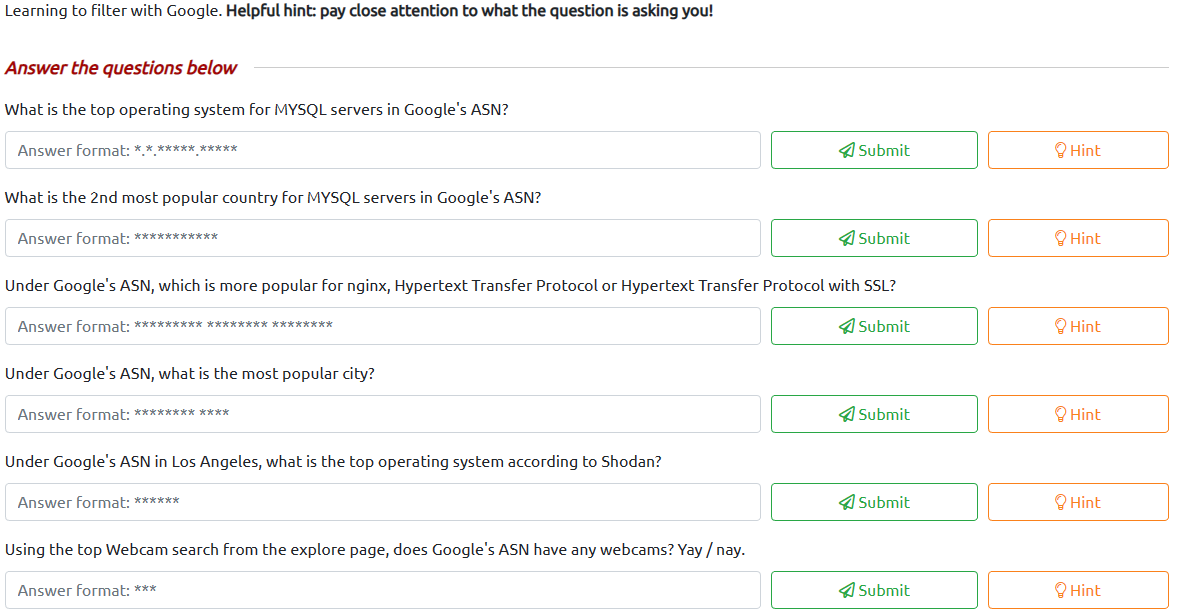 Learning to filter with Google. Helpful hint: pay close attention to what the question is asking you!
Answer the questions below
What is the top operating system for MYSQL servers in Google's ASN?
Answer format: *.*.*****.***** Submit Hint
What is the 2nd most popular country for MYSQL servers in Google's ASN?
Answer format: *********** Submit Hint
Under Google's ASN, which is more popular for nginx, Hypertext Transfer Protocol or Hypertext Transfer Protocol with SSL?
Answer format: ********* ******** ******** Submit Hint
Under Google's ASN, what is the most popular city?
Answer format: ******** **** Submit Hint
Under Google's ASN in Los Angeles, what is the top operating system according to Shodan?
Answer format: ****** Submit Hint
Using the top Webcam search from the explore page, does Google's ASN have any webcams? Yay / nay.
Answer format: *** Submit Hint